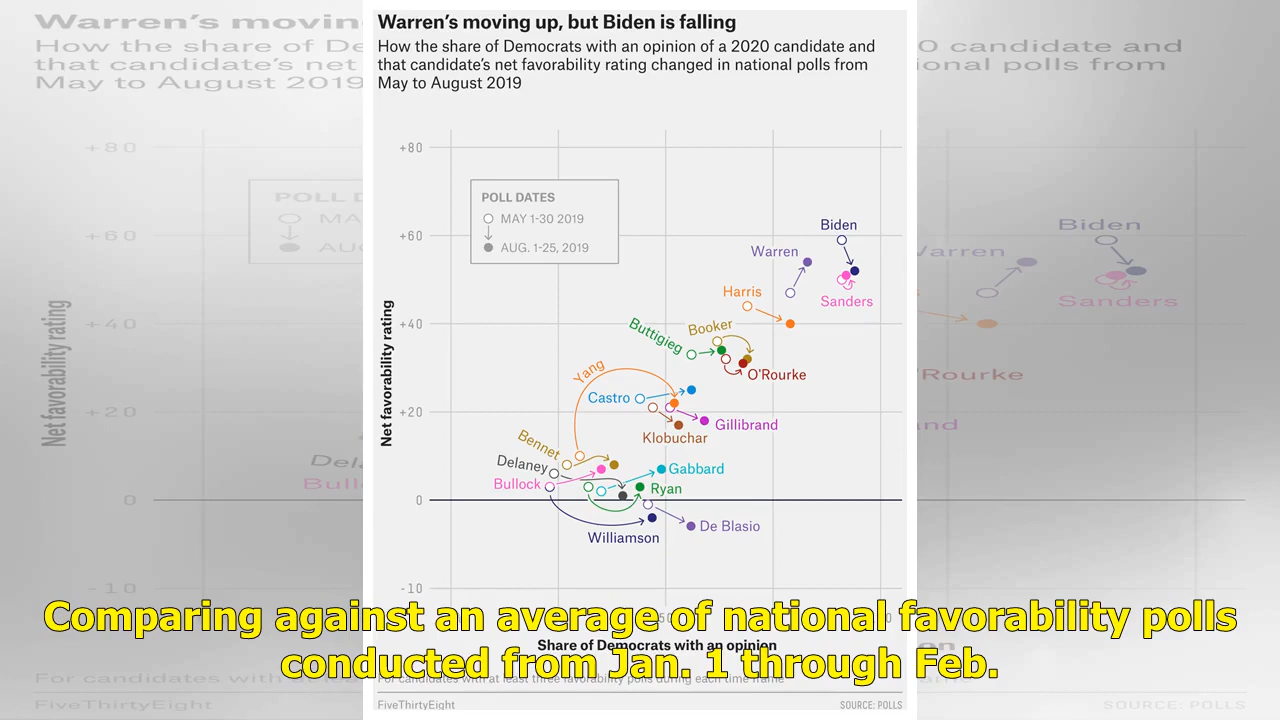 Warren's moving up, but Biden is falling
How the share of Democrats with an opinion of a 2020 candidate and
that candidate's net favorability rating changed in national polls from
May to August 2019
+80
POLL DATES
MAY 1-30 2019
AUG. 1-25, 2019
+60
Biden
Warren
Harris
Sanders
Net favorability rating
+40
Buttigieg
Booker
O'Rourke
Yang
Castro
+20
Gillibrand
Klobuchar
Bennet
Delaney
Gabbard
Bullock
Ryan
0
De Blasio
Williamson
-10
Comparing against an average of national favorability polls
Share of Democrats with an opinion
conducted from Jan. 1 through Feb.
For candidates with at least three favorability polls during each time frame
FiveThirtyEight
SOURCE: POLLS